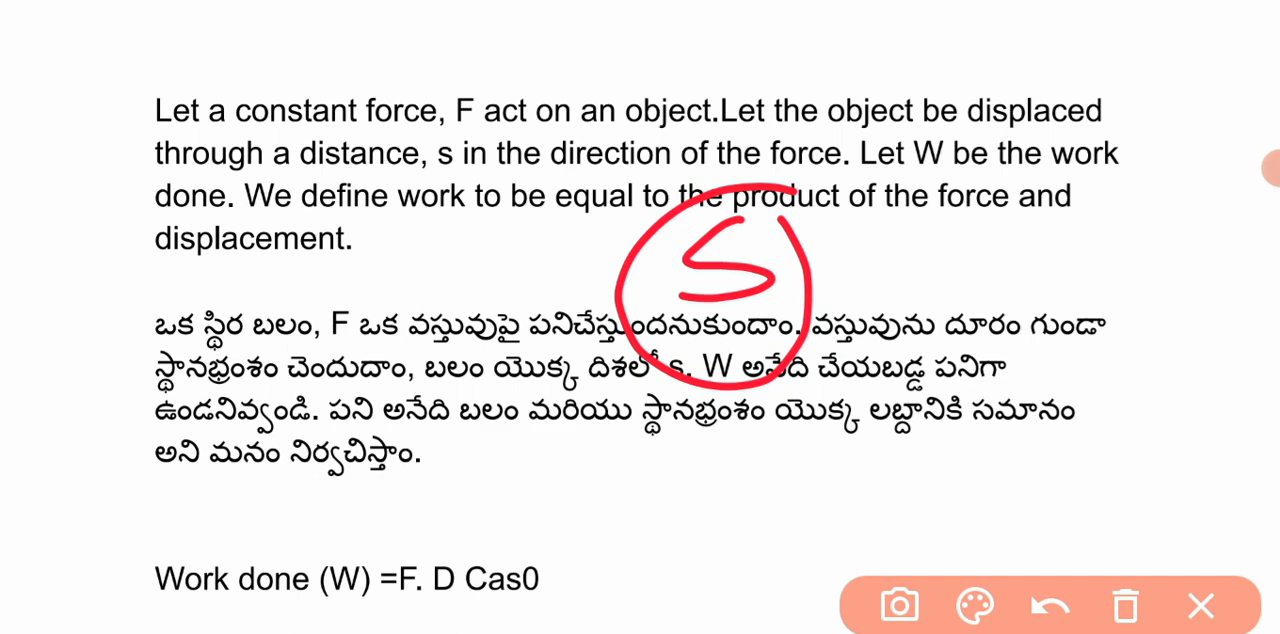 Let a constant force, F act on an object.Let the object be displaced
through a distance, s in the direction of the force. Let W be the work
done. We define work to be equal to the product of the force and
displacement.
S
ఒక స్థిర బలం, F ఒక వస్తువుపై పనిచేస్తుందనుకుందాం. వస్తువును దూరం గుండా
స్థానభ్రంశం చెందుదాం, బలం యొక్క దిశలో s. W అనేది చేయబడ్డ పనిగా
ఉండనివ్వండి. పని అనేది బలం మరియు స్థానభ్రంశం యొక్క లబ్దానికి సమానం
అని మనం నిర్వచిస్తాం.
Work done (W) =F. D Cas0